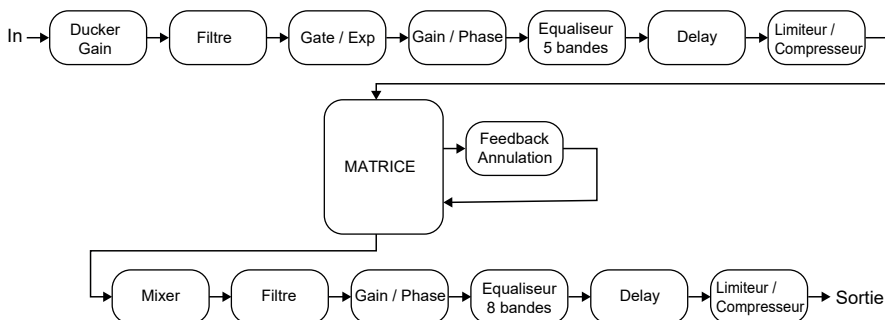 In
Ducker
Gain
Filtre
Gate / Exp
Gain / Phase
Equaliseur
5 bandes
Delay
Limiteur /
Compresseur
MATRICE
Feedback
Annulation
Mixer
Filtre
Gain / Phase
Equaliseur
8 bandes
Delay
Limiteur /
Compresseur
Sortie